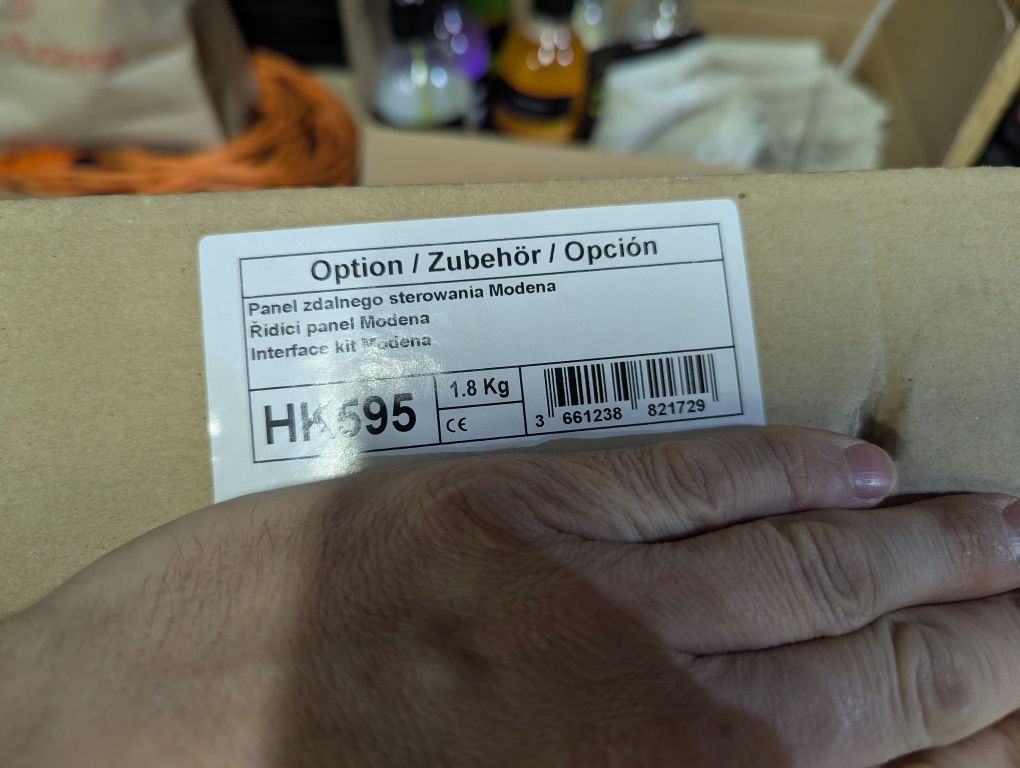 Option / Zubehör / Opción
Panel zdalnego sterowania Modena
Řídící panel Modena
Interface kit Modena
HK595
1.8 Kg
CE
3 661238 821729